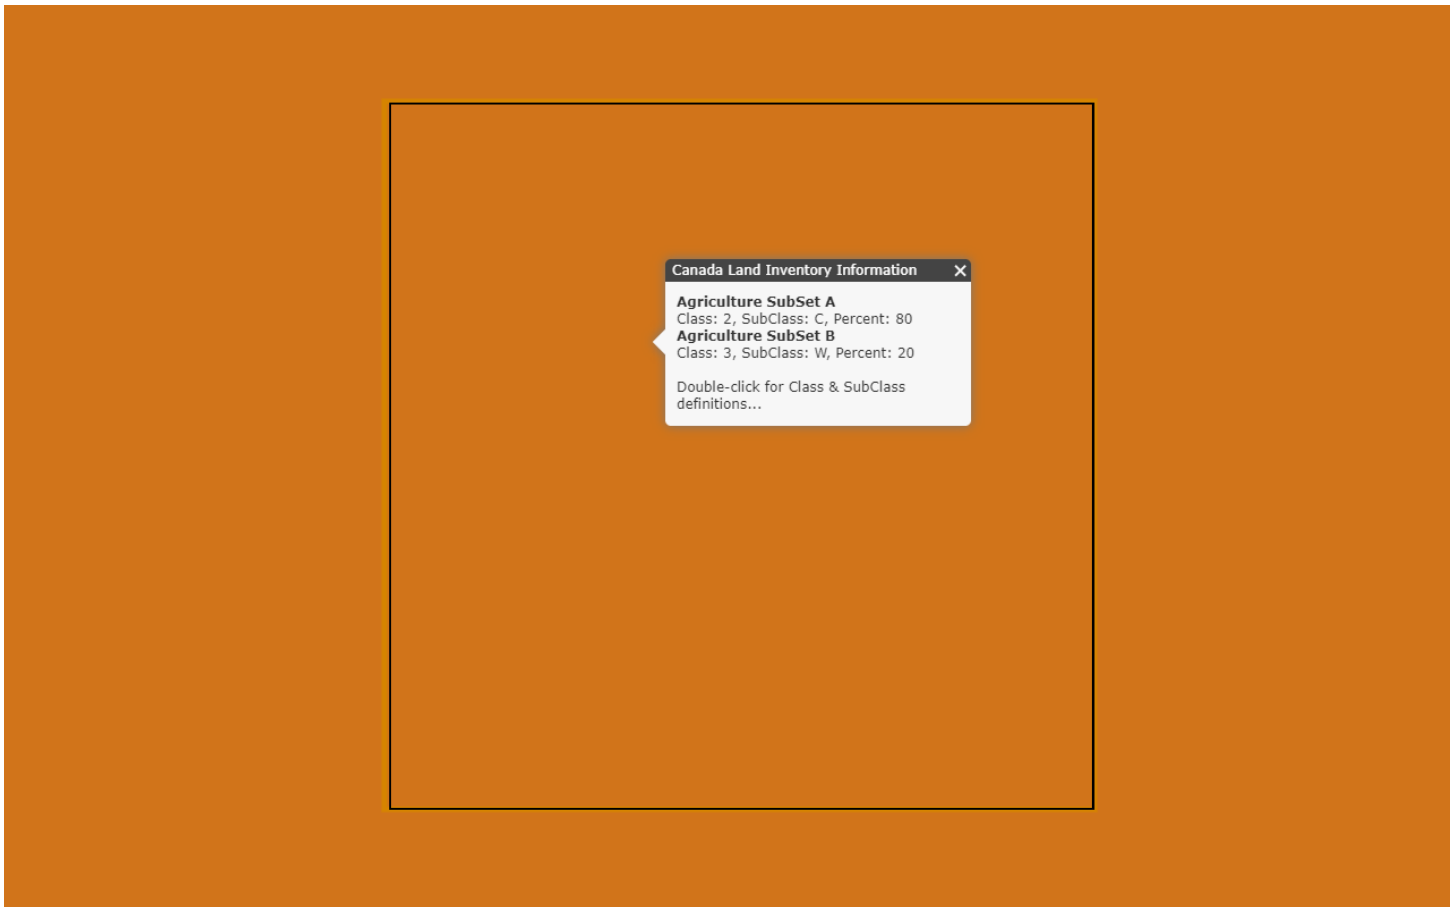 Canada Land Inventory Information
Agriculture SubSet A
Class: 2, SubClass: C, Percent: 80
Agriculture SubSet B
Class: 3, SubClass: W, Percent: 20
Double-click for Class & SubClass
definitions...